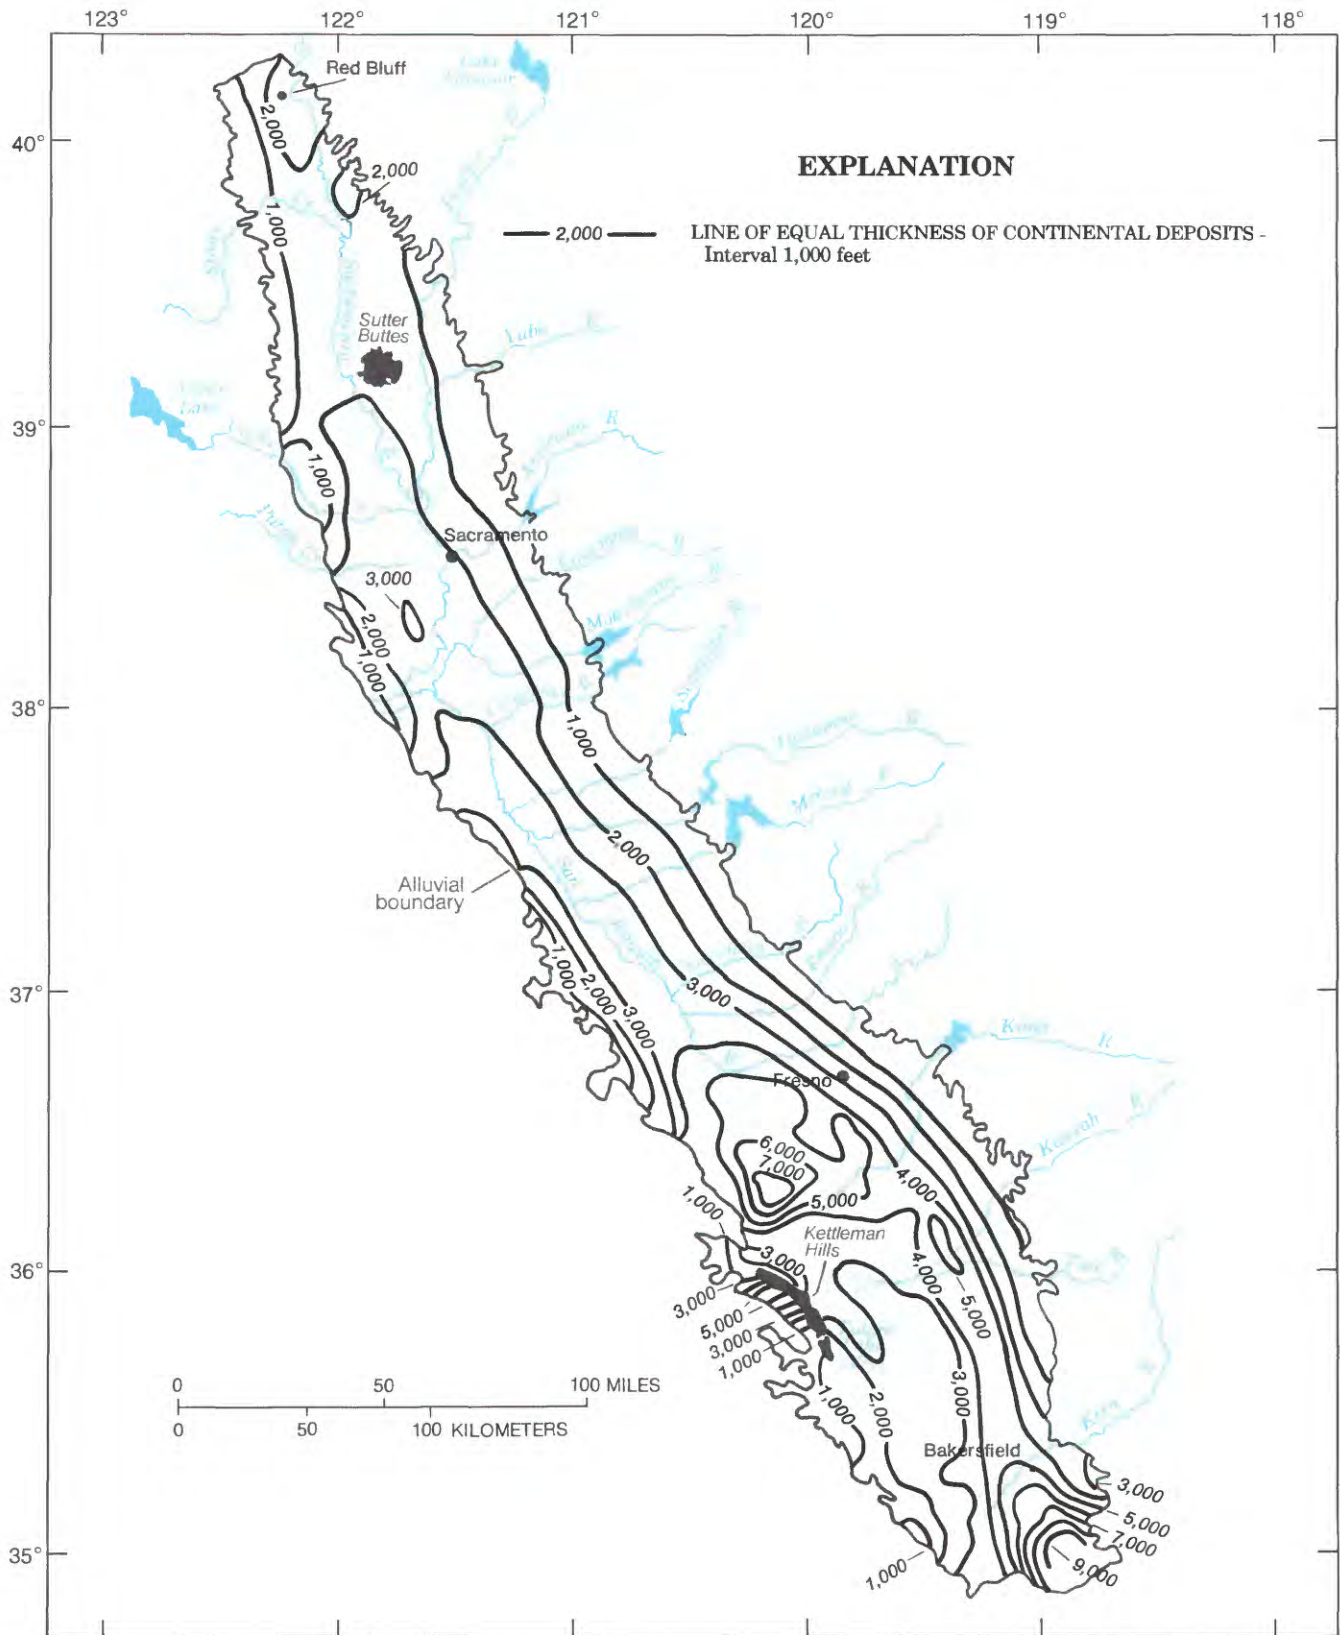 123° 122° 121° 120° 119° 118°
Red Bluff
40°
2,000
2,000
EXPLANATION
2,000 LINE OF EQUAL THICKNESS OF CONTINENTAL DEPOSITS -
Interval 1,000 feet
1,000
Sutter
Buttes
Yuba R
39°
R
1,000
Sacramento
3,000
2,000
1,000
38°
1,000
2,000
Alluvial
boundary
San
37°
1,000
2,000
3,000
3,000
Kings R
Fresno
Kaweah R
6,000
7,000
5,000
4,000
1,000
Kettleman
Hills
36°
3,000
4,000
5,000
3,000
5,000
3,000
1,000
0 50 100 MILES
0 50 100 KILOMETERS
1,000
2,000
3,000
Kern R
Bakersfield
3,000
5,000
7,000
9,000
35°
1,000